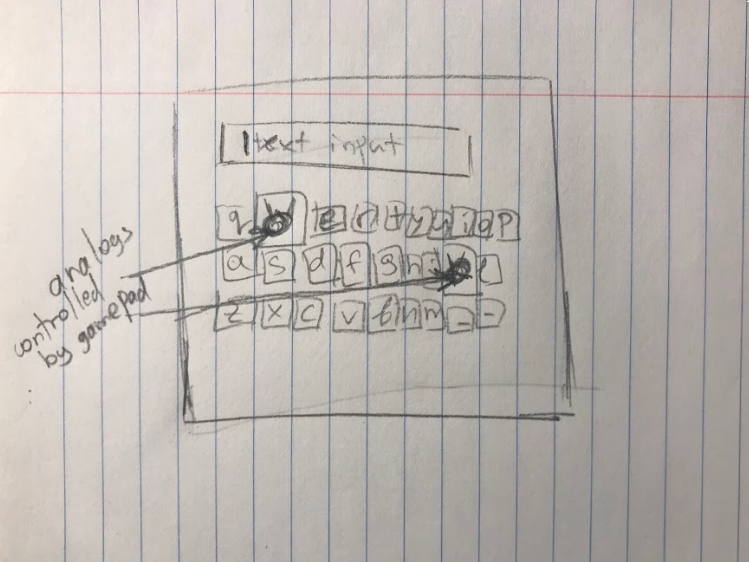 text input
q w e r t y u i o p
a s d f g h j k l
z x c v b n m _ -
analogs
controlled
by gamepad